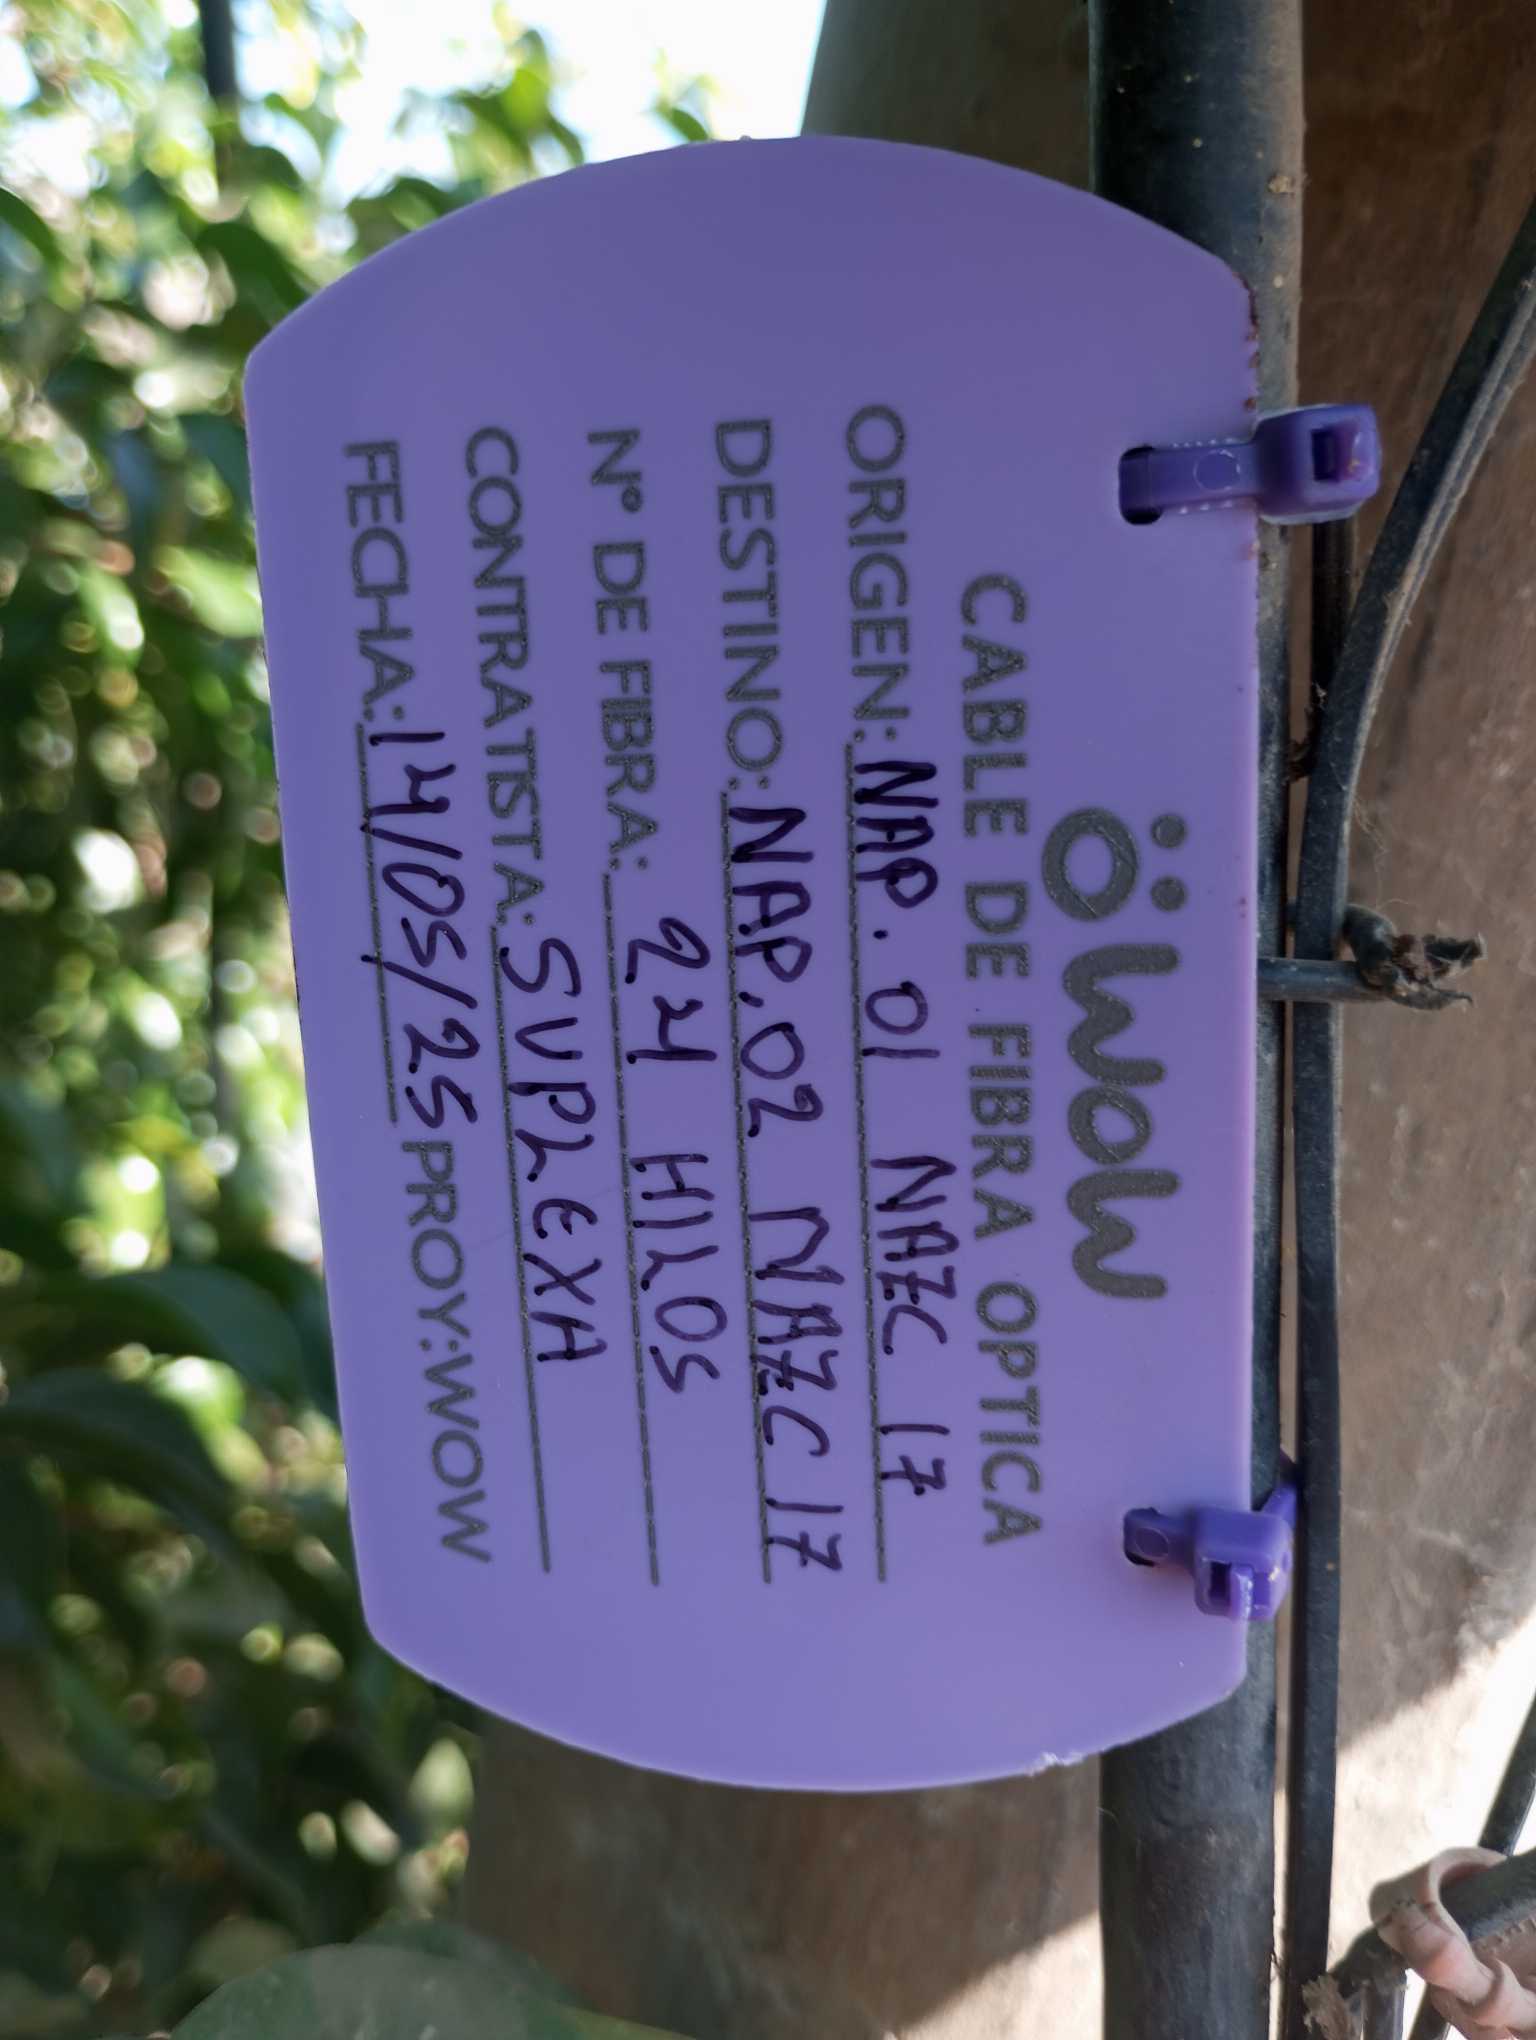 ö wow
CABLE DE FIBRA OPTICA
ORIGEN: NAP. 01 NAZC 17
DESTINO: NAP. 02 NAZC 17
N° DE FIBRA: 24 HILOS
CONTRATISTA: SUPLEXA
FECHA: 14/05/25 PROY: WOW